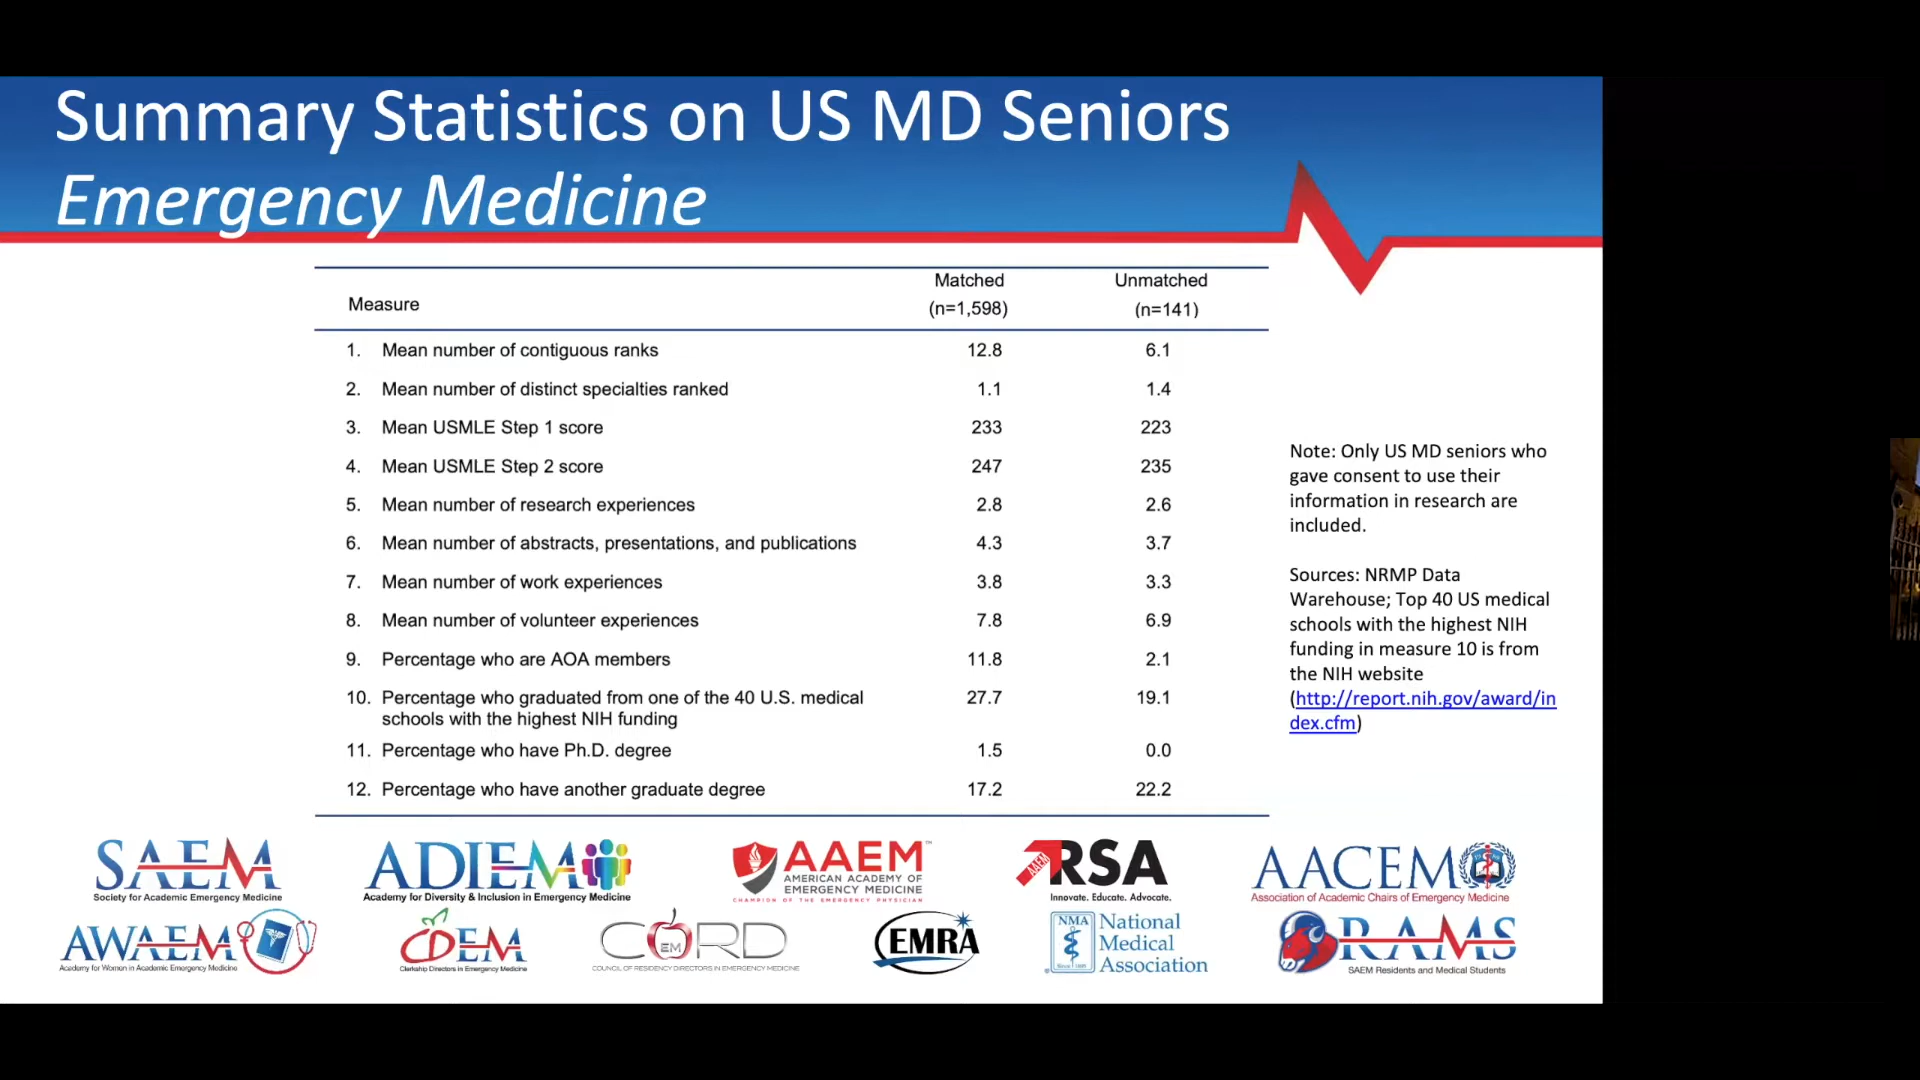 Summary Statistics on US MD Seniors
Emergency Medicine
Measure
Matched
(n=1,598)
Unmatched
(n=141)
1. Mean number of contiguous ranks 12.8 6.1
2. Mean number of distinct specialties ranked 1.1 1.4
3. Mean USMLE Step 1 score 233 223
4. Mean USMLE Step 2 score 247 235
5. Mean number of research experiences 2.8 2.6
6. Mean number of abstracts, presentations, and publications 4.3 3.7
7. Mean number of work experiences 3.8 3.3
8. Mean number of volunteer experiences 7.8 6.9
9. Percentage who are AOA members 11.8 2.1
10. Percentage who graduated from one of the 40 U.S. medical 27.7 19.1
schools with the highest NIH funding
11. Percentage who have Ph.D. degree 1.5 0.0
12. Percentage who have another graduate degree 17.2 22.2
Note: Only US MD seniors who
gave consent to use their
information in research are
included.
Sources: NRMP Data
Warehouse; Top 40 US medical
schools with the highest NIH
funding in measure 10 is from
the NIH website
(http://report.nih.gov/award/in
dex.cfm)
SAEM
Society for Academic Emergency Medicine
ADIEM
Academy for Diversity & Inclusion in Emergency Medicine
AAEM™
AMERICAN ACADEMY OF
EMERGENCY MEDICINE
CHAMPION OF THE EMERGENCY PHYSICIAN
AAEM
RSA
Innovate. Educate. Advocate.
AACEM
Association of Academic Chairs of Emergency Medicine
AWAEM
Academy for Women in Academic Emergency Medicine
CDEM
Clerkship Directors in Emergency Medicine
CORD
EM
COUNCIL OF RESIDENCY DIRECTORS IN EMERGENCY MEDICINE
EMRA
NMA
National
Medical
Association
RAMS
SAEM Residents and Medical Students